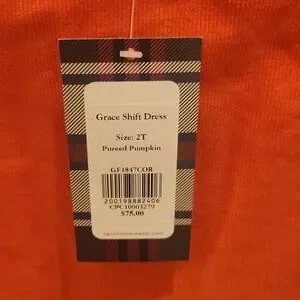 Grace Shift Dress
Size: 2T
Pureed Pumpkin
GF1847COR
200198882406
CPC10003279
$75.00